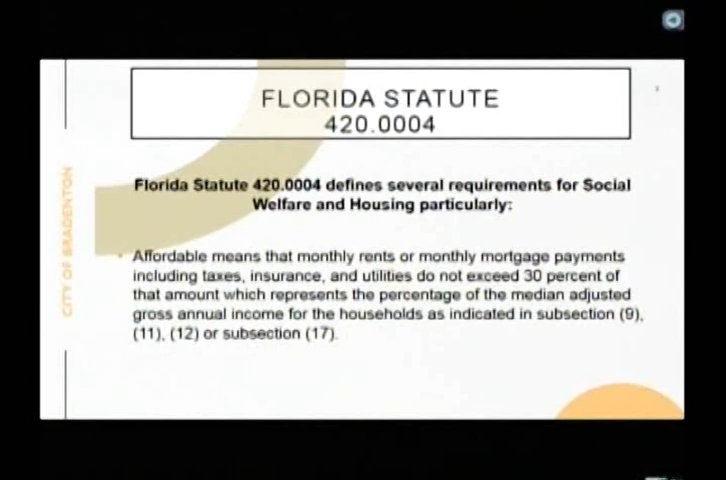 FLORIDA STATUTE
420.0004
CITY OF BRADENTON
Florida Statute 420.0004 defines several requirements for Social
Welfare and Housing particularly:
Affordable means that monthly rents or monthly mortgage payments
including taxes, insurance, and utilities do not exceed 30 percent of
that amount which represents the percentage of the median adjusted
gross annual income for the households as indicated in subsection (9),
(11), (12) or subsection (17).